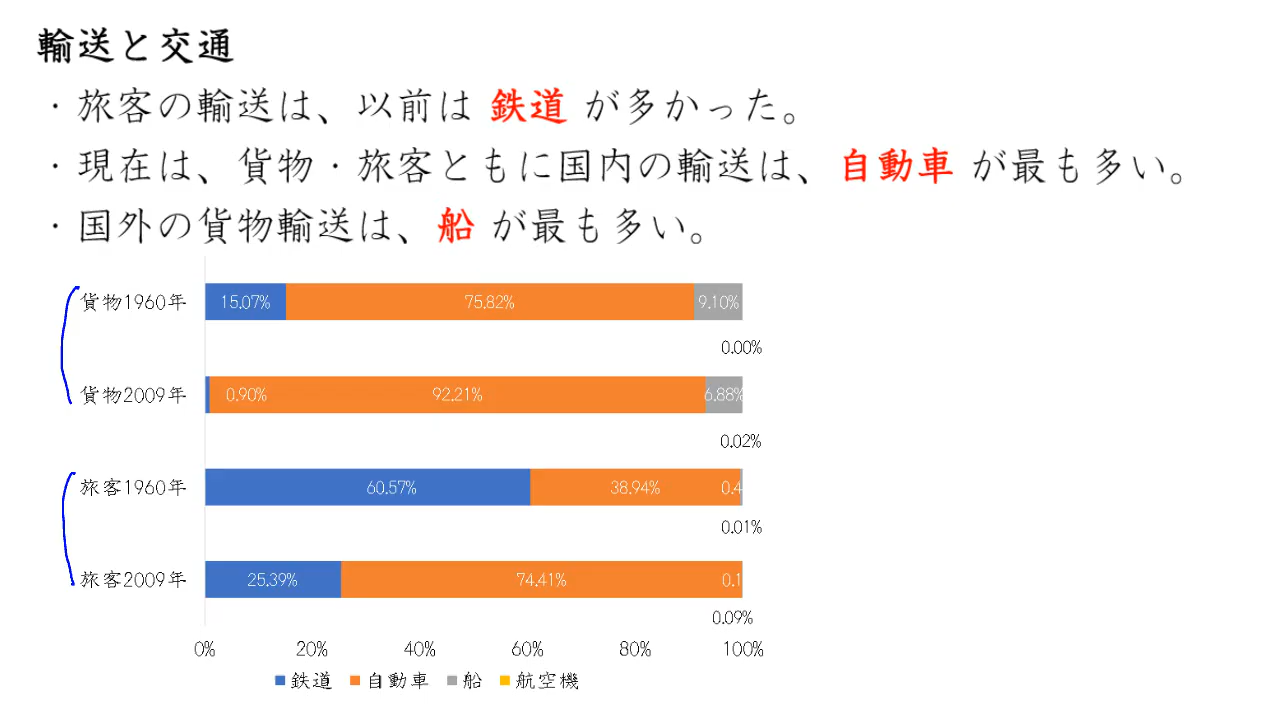 輸送と交通
・旅客の輸送は、以前は 鉄道 が多かった。
・現在は、貨物・旅客ともに国内の輸送は、自動車 が最も多い。
・国外の貨物輸送は、船 が最も多い。
貨物1960年 15.07% 75.82% 9.10%
0.00%
貨物2009年 0.90% 92.21% 6.88%
0.02%
旅客1960年 60.57% 38.94% 0.4
0.01%
旅客2009年 25.39% 74.41% 0.1
0.09%
0% 20% 40% 60% 80% 100%
鉄道 自動車 船 航空機